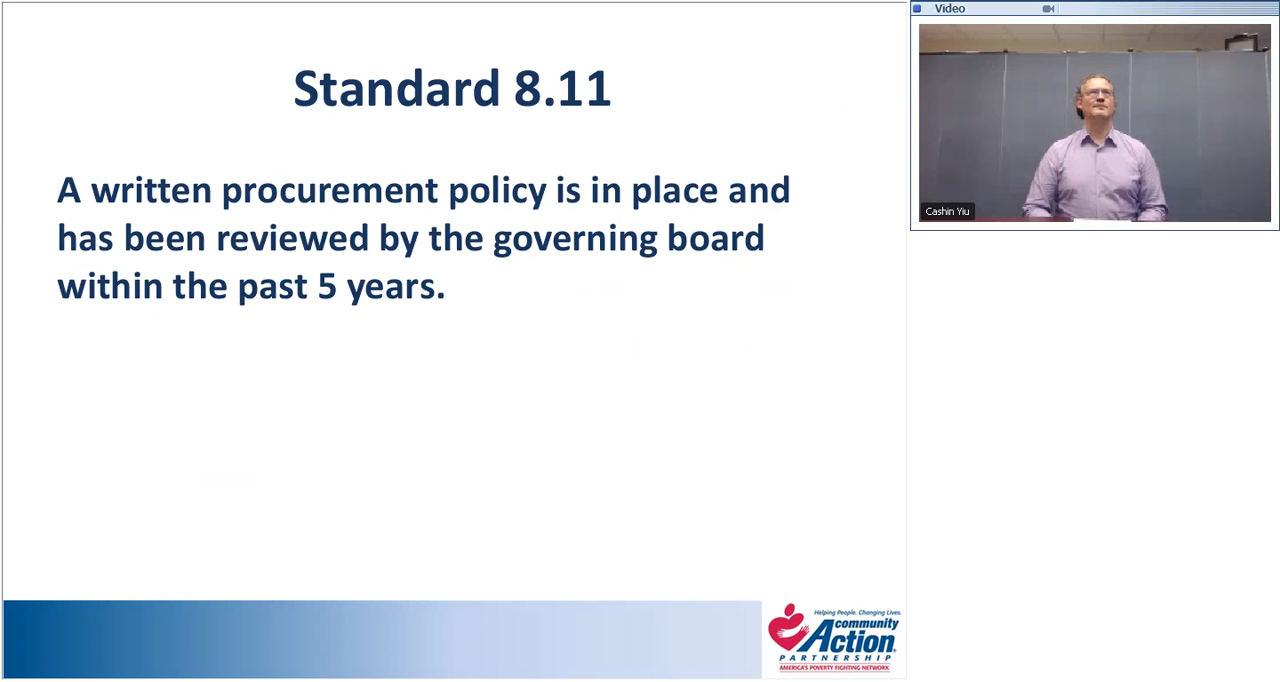 Standard 8.11
A written procurement policy is in place and
has been reviewed by the governing board
within the past 5 years.
Video
Cashin Yiu
Helping People. Changing Lives.
community
Action
PARTNERSHIP
AMERICA'S POVERTY FIGHTING NETWORK